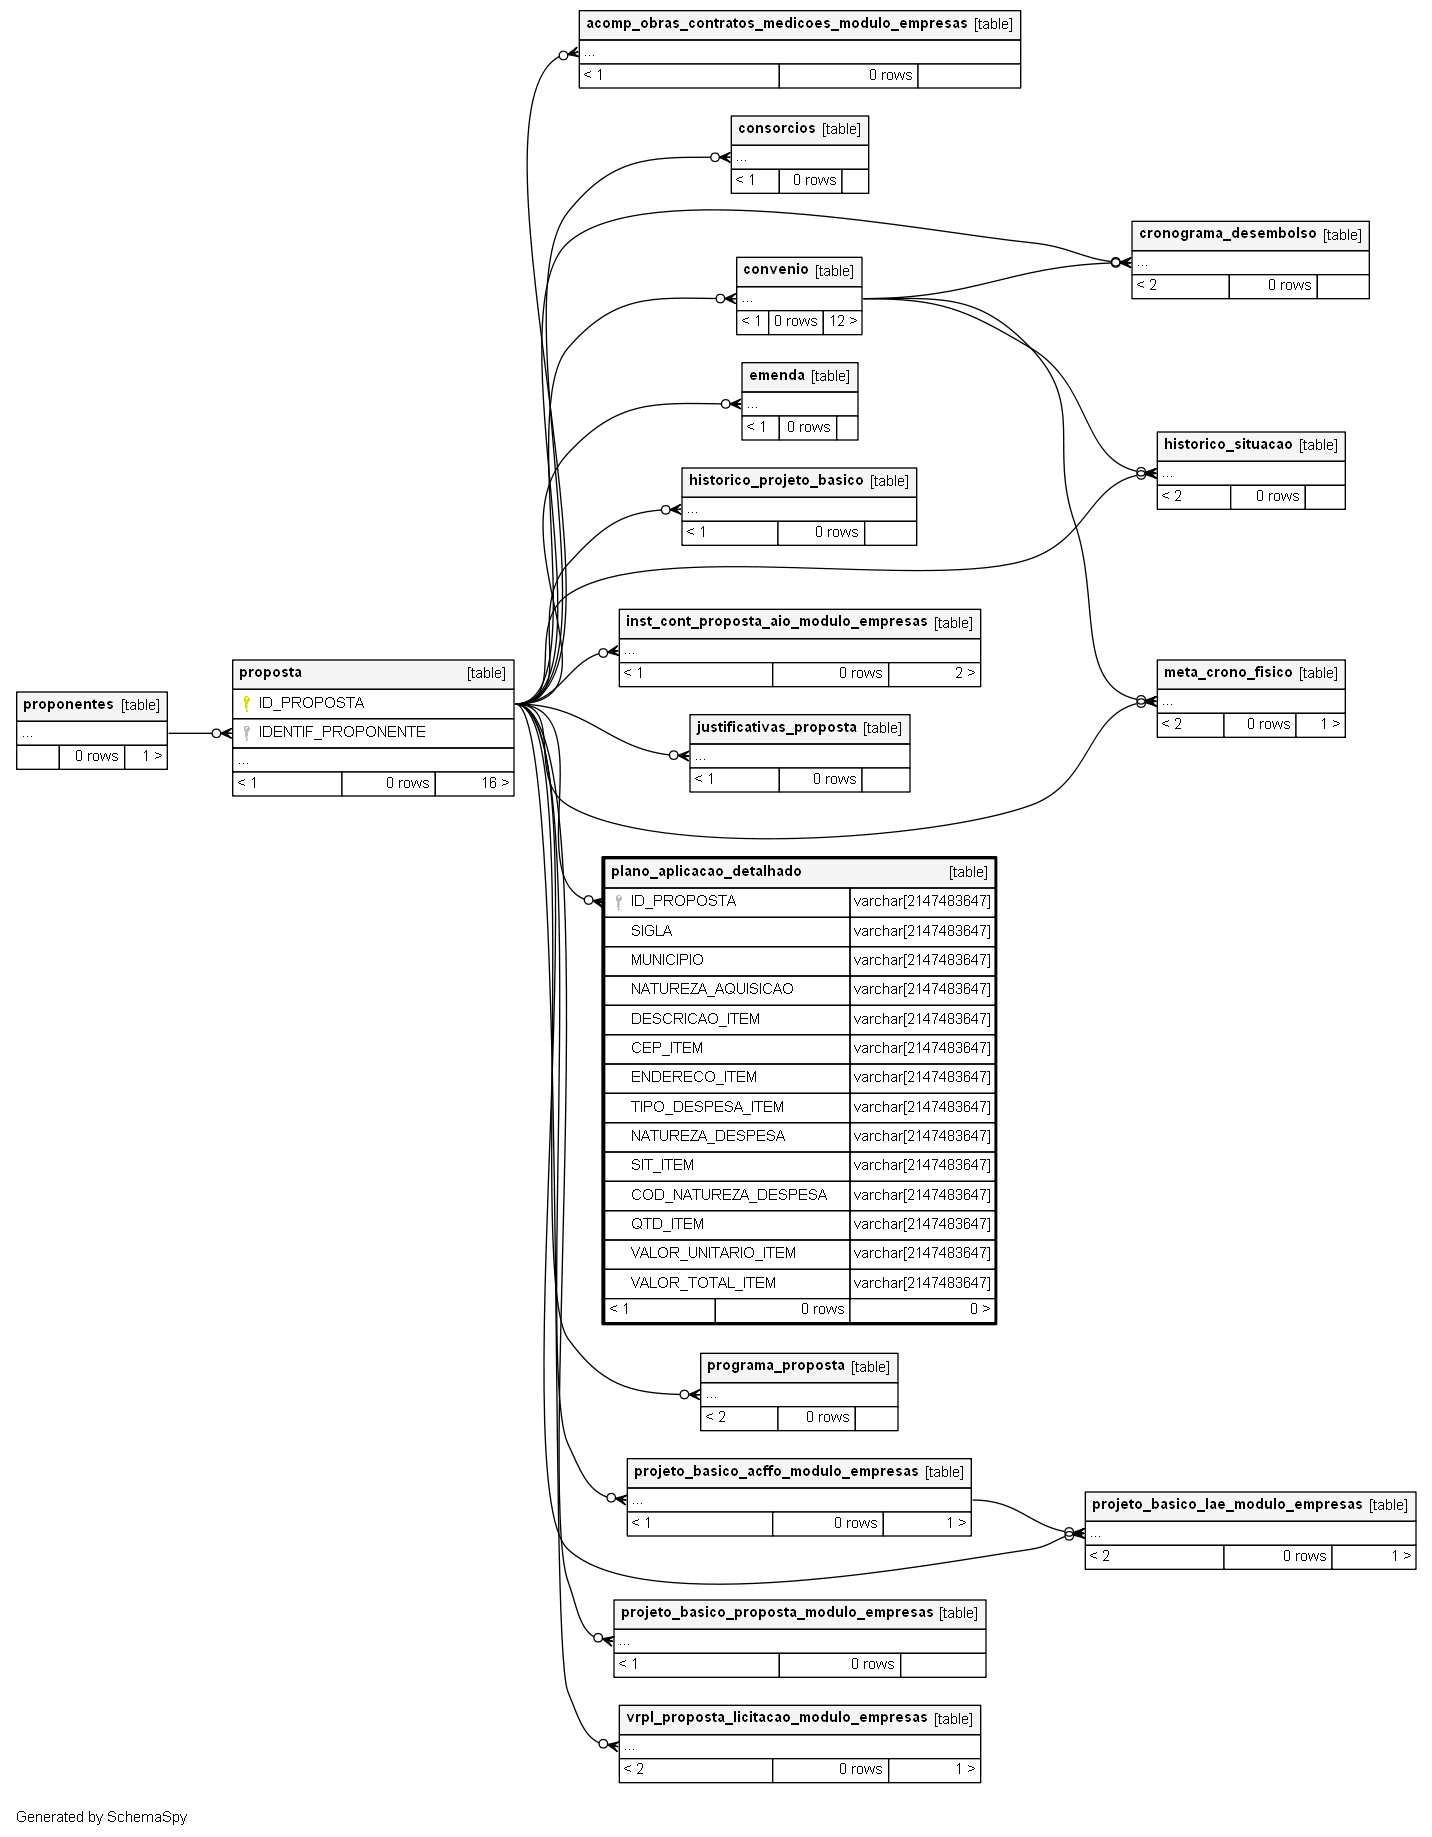 acomp_obras_contratos_medicoes_modulo_empresas [table]
...
< 1 0 rows
consorcios [table]
...
< 1 0 rows
cronograma_desembolso [table]
...
< 2 0 rows
convenio [table]
...
< 1 0 rows 12 >
emenda [table]
...
< 1 0 rows
historico_situacao [table]
...
< 2 0 rows
historico_projeto_basico [table]
...
< 1 0 rows
inst_cont_proposta_aio_modulo_empresas [table]
...
< 1 0 rows 2 >
meta_crono_fisico [table]
...
< 2 0 rows 1 >
proponentes [table]
...
0 rows 1 >
proposta [table]
ID_PROPOSTA
IDENTIF_PROPONENTE
...
< 1 0 rows 16 >
justificativas_proposta [table]
...
< 1 0 rows
plano_aplicacao_detalhado [table]
ID_PROPOSTA varchar[2147483647]
SIGLA varchar[2147483647]
MUNICIPIO varchar[2147483647]
NATUREZA_AQUISICAO varchar[2147483647]
DESCRICAO_ITEM varchar[2147483647]
CEP_ITEM varchar[2147483647]
ENDERECO_ITEM varchar[2147483647]
TIPO_DESPESA_ITEM varchar[2147483647]
NATUREZA_DESPESA varchar[2147483647]
SIT_ITEM varchar[2147483647]
COD_NATUREZA_DESPESA varchar[2147483647]
QTD_ITEM varchar[2147483647]
VALOR_UNITARIO_ITEM varchar[2147483647]
VALOR_TOTAL_ITEM varchar[2147483647]
< 1 0 rows 0 >
programa_proposta [table]
...
< 2 0 rows
projeto_basico_acffo_modulo_empresas [table]
...
< 1 0 rows 1 >
projeto_basico_lae_modulo_empresas [table]
...
< 2 0 rows 1 >
projeto_basico_proposta_modulo_empresas [table]
...
< 1 0 rows
vrpl_proposta_licitacao_modulo_empresas [table]
...
< 2 0 rows 1 >
Generated by SchemaSpy